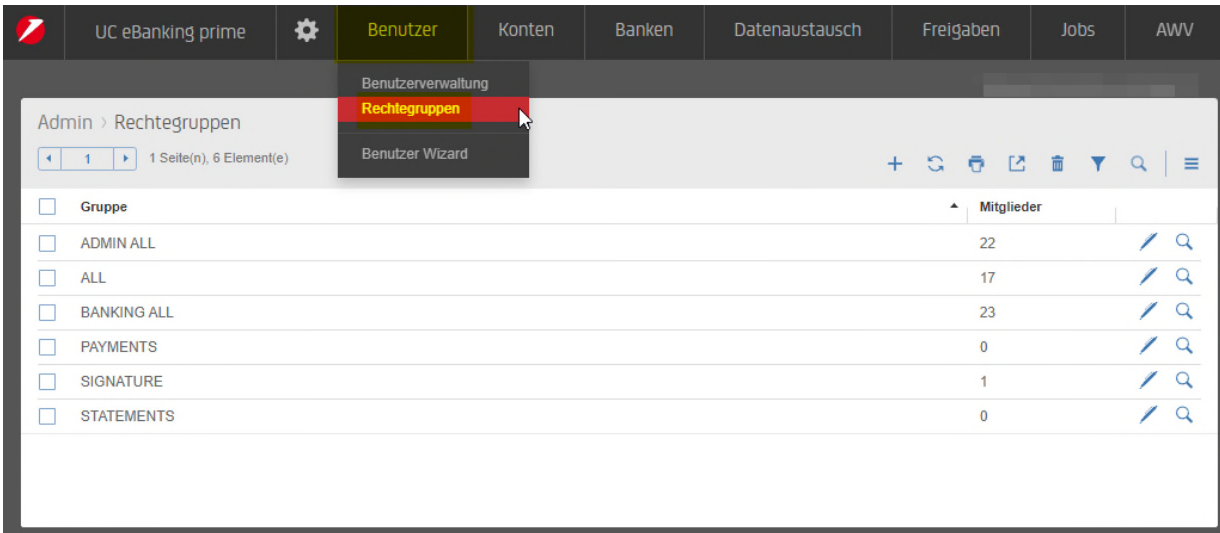 UC eBanking prime Benutzer Konten Banken Datenaustausch Freigaben Jobs AWV
Benutzerverwaltung
Rechtegruppen
Benutzer Wizard
Admin > Rechtegruppen
1 1 Seite(n), 6 Element(e)
Gruppe Mitglieder
ADMIN ALL 22
ALL 17
BANKING ALL 23
PAYMENTS 0
SIGNATURE 1
STATEMENTS 0